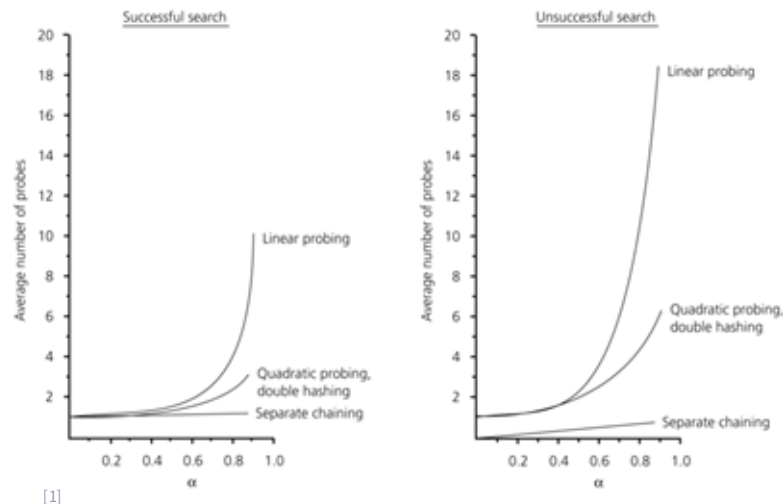 Successful search
20
18
16
14
12
10
8
6
4
2
Average number of probes
Linear probing
Quadratic probing,
double hashing
Separate chaining
0.2 0.4 0.6 0.8 1.0
α
Unsuccessful search
20
18
16
14
12
10
8
6
4
2
Average number of probes
Linear probing
Quadratic probing,
double hashing
Separate chaining
0.2 0.4 0.6 0.8 1.0
α
[1]